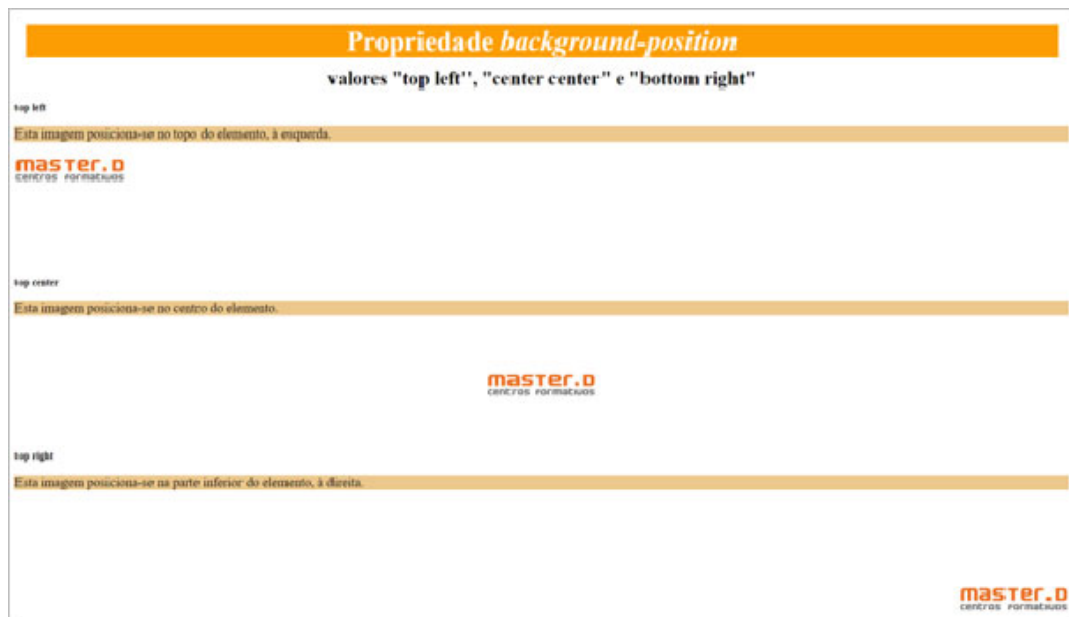 Propriedade background-position
valores "top left", "center center" e "bottom right"
top left
Esta imagem posiciona-se no topo do elemento, à esquerda.
master.D
centros formativos
top center
Esta imagem posiciona-se no centro do elemento.
master.D
centros formativos
top right
Esta imagem posiciona-se na parte inferior do elemento, à direita.
master.D
centros formativos